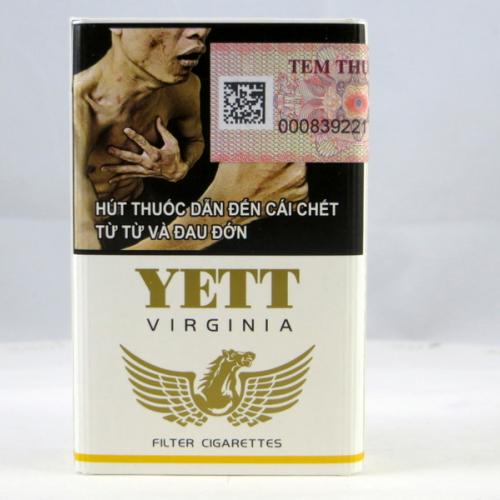 TEM THU
000839221
HÚT THUỐC DẪN ĐẾN CÁI CHẾT
TỪ TỪ VÀ ĐAU ĐỚN
YETT
VIRGINIA
FILTER CIGARETTES